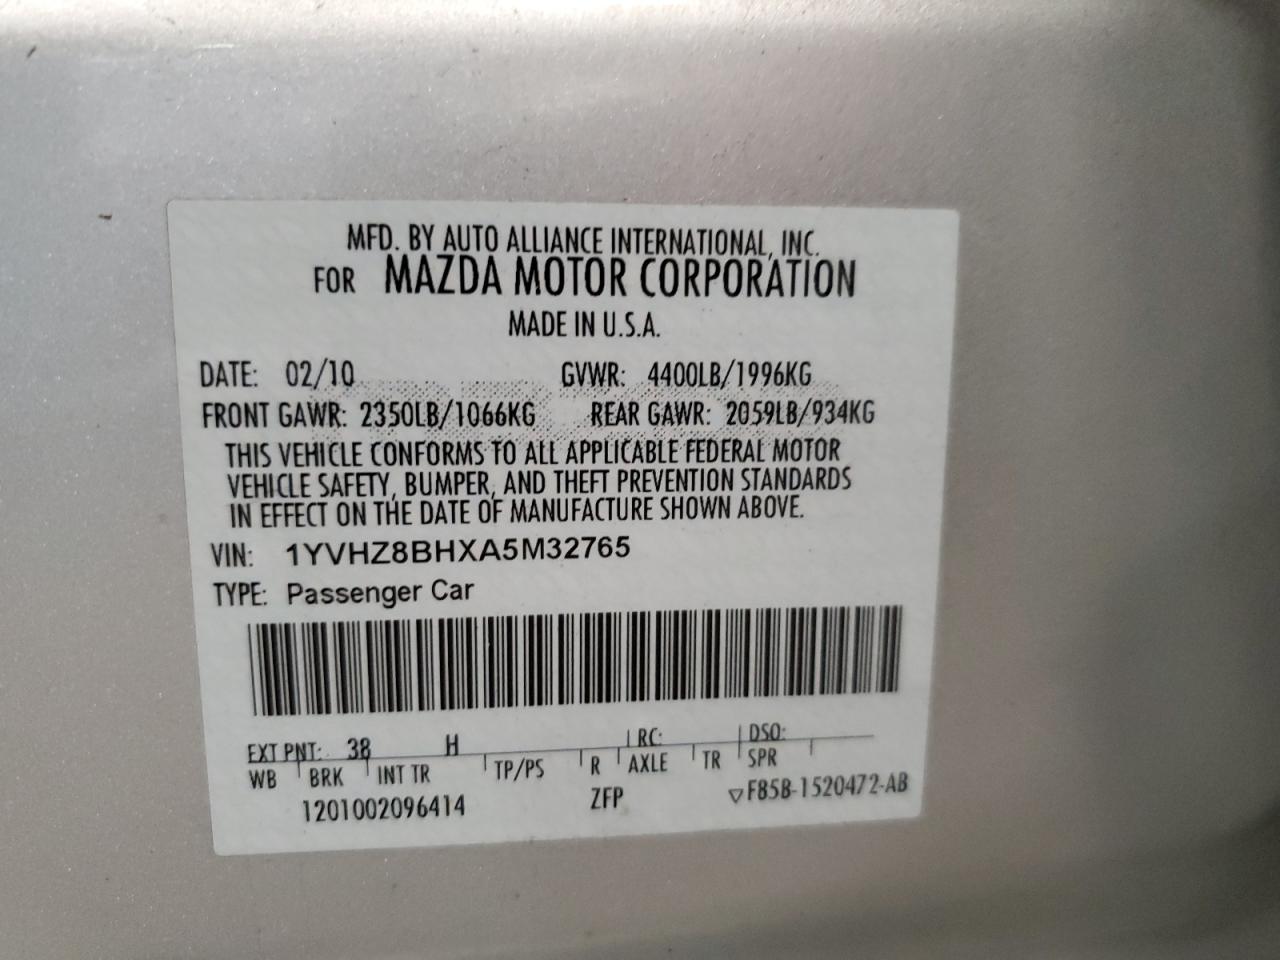 MFD. BY AUTO ALLIANCE INTERNATIONAL, INC.
FOR MAZDA MOTOR CORPORATION
MADE IN U.S.A.
DATE: 02/10 GVWR: 4400LB/1996KG
FRONT GAWR: 2350LB/1066KG REAR GAWR: 2059LB/934KG
THIS VEHICLE CONFORMS TO ALL APPLICABLE FEDERAL MOTOR
VEHICLE SAFETY, BUMPER, AND THEFT PREVENTION STANDARDS
IN EFFECT ON THE DATE OF MANUFACTURE SHOWN ABOVE.
VIN: 1YVHZ8BHXA5M32765
TYPE: Passenger Car
EXT PNT: 38 H RC: DSO:
WB BRK INT TR TP/PS R AXLE TR SPR
1201002096414 ZFP ▽F85B-1520472-AB